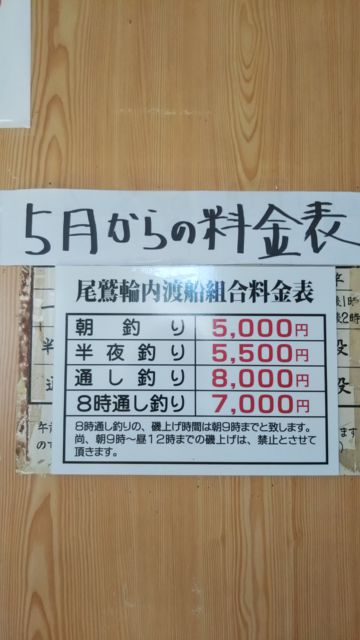 5月からの料金表
尾鷲輪内渡船組合料金表
朝釣り 5,000円
半夜釣り 5,500円
通し釣り 8,000円
8時通し釣り 7,000円
8時通し釣りの、磯上げ時間は朝9時までと致します。
尚、朝9時～昼12時までの磯上げは、禁止とさせて
頂きます。